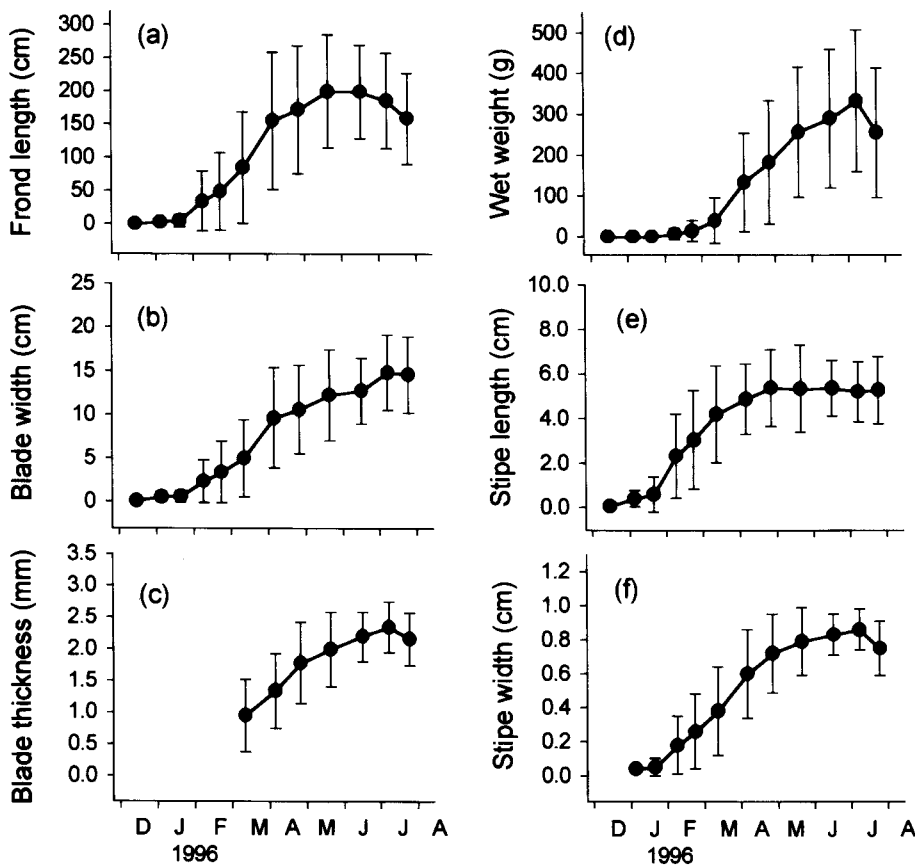 (a)
Frond length (cm)
300
250
200
150
100
50
0
(d)
Wet weight (g)
500
400
300
200
100
0
(b)
Blade width (cm)
25
20
15
10
5
0
(e)
Stipe length (cm)
8.0
6.0
4.0
2.0
0.0
(c)
Blade thickness (mm)
3.5
3.0
2.5
2.0
1.5
1.0
0.5
0.0
D J F M A M J J A
1996
(f)
Stipe width (cm)
1.2
1.0
0.8
0.6
0.4
0.2
0.0
D J F M A M J J A
1996